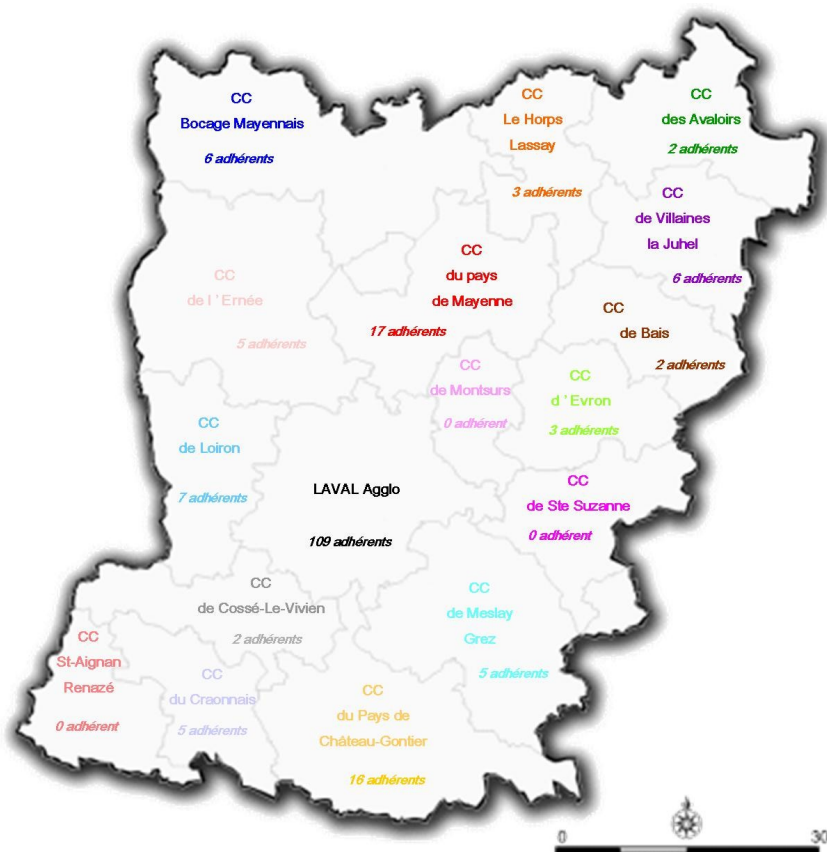 CC
Bocage Mayennais
6 adhérents
CC
Le Horps
Lassay
3 adhérents
CC
des Avaloirs
2 adhérents
CC
de Villaines
la Juhel
6 adhérents
CC
de l'Ernée
5 adhérents
CC
du pays
de Mayenne
17 adhérents
CC
de Bais
2 adhérents
CC
de Montsurs
0 adhérent
CC
d'Evron
3 adhérents
CC
de Loiron
7 adhérents
LAVAL Agglo
109 adhérents
CC
de Ste Suzanne
0 adhérent
CC
de Cossé-Le-Vivien
2 adhérents
CC
de Meslay
Grez
5 adhérents
CC
St-Aignan
Renazé
0 adhérent
CC
du Craonnais
5 adhérents
CC
du Pays de
Château-Gontier
16 adhérents
0 30